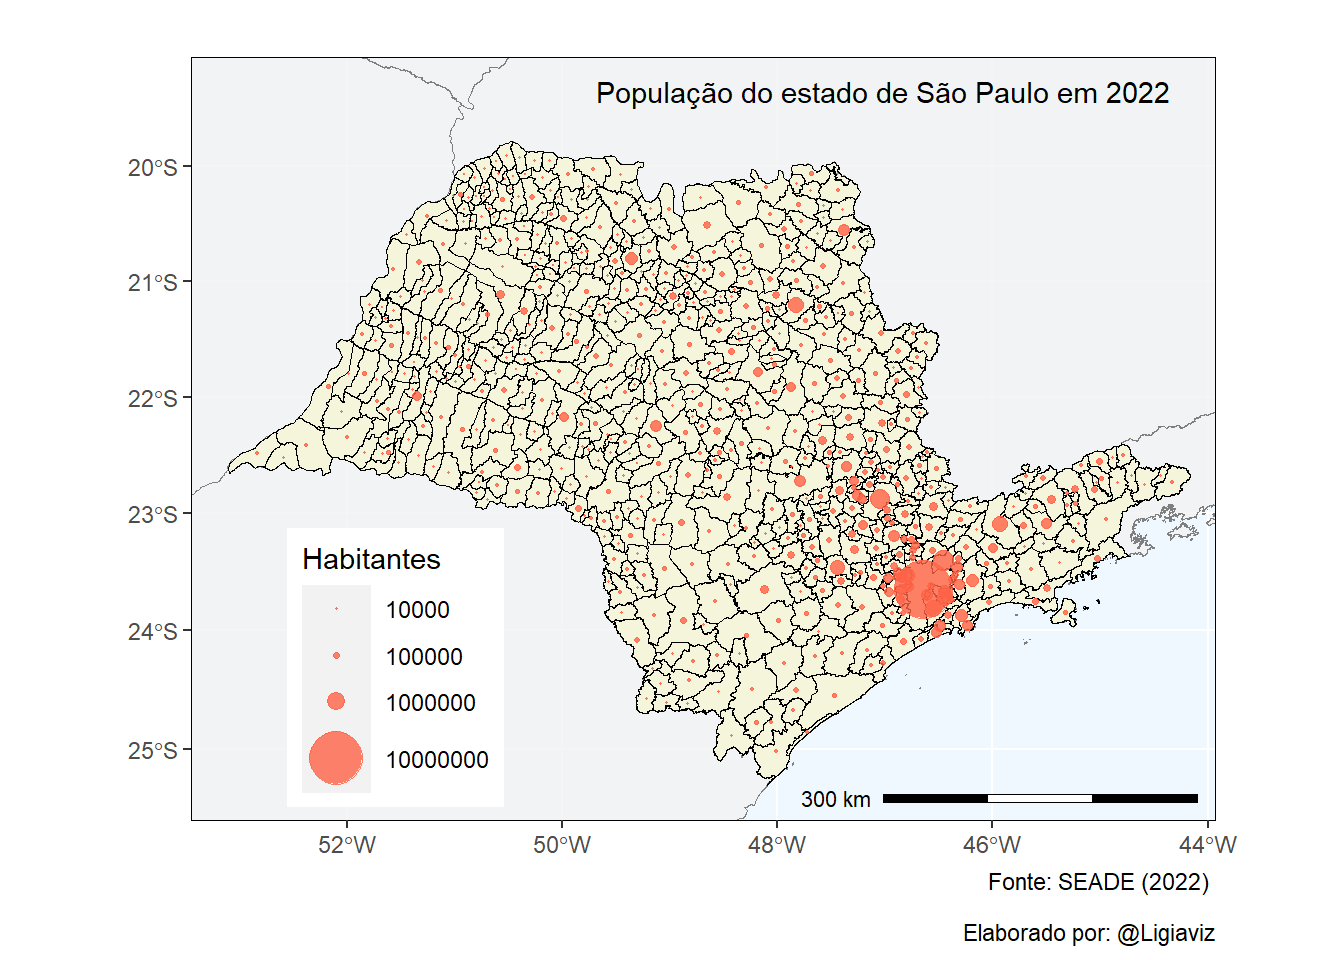 População do estado de São Paulo em 2022
20°S
21°S
22°S
23°S
24°S
25°S
Habitantes
10000
100000
1000000
10000000
300 km
52°W
50°W
48°W
46°W
44°W
Fonte: SEADE (2022)
Elaborado por: @Ligiaviz